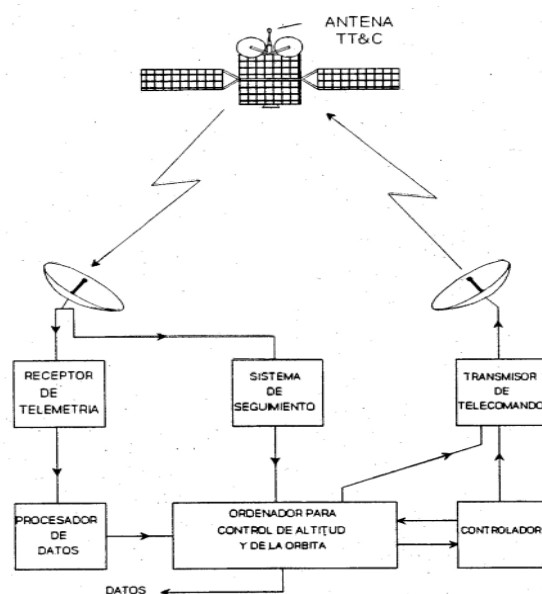 ANTENA
TT&C
RECEPTOR
DE
TELEMETRIA
SISTEMA
DE
SEGUIMIENTO
TRANSMISOR
DE
TELECOMANDO
PROCESADOR
DE
DATOS
ORDENADOR PARA
CONTROL DE ALTITUD
Y DE LA ORBITA
CONTROLADOR
DATOS